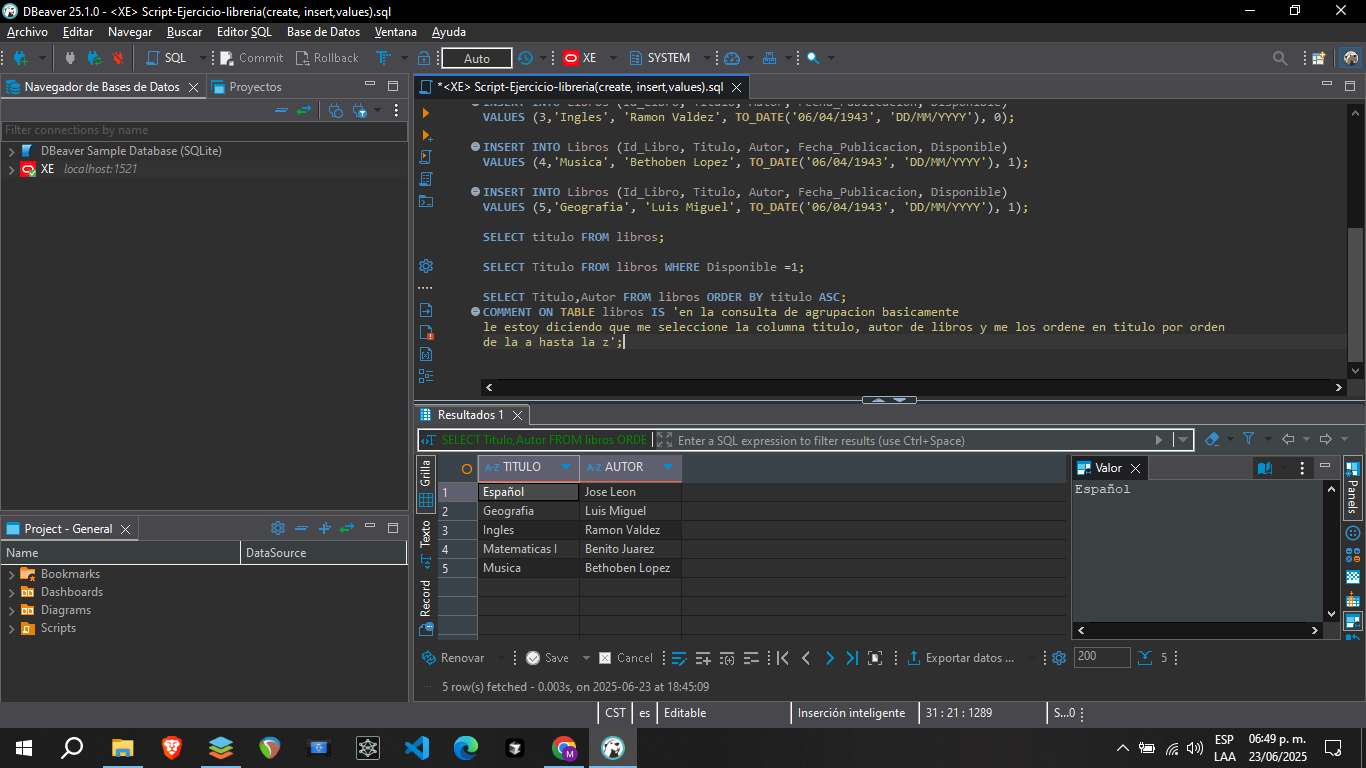 DBeaver 25.1.0 - <XE> Script-Ejercicio-libreria(create, insert,values).sql
Archivo Editar Navegar Buscar Editor SQL Base de Datos Ventana Ayuda
SQL Commit Rollback Auto XE SYSTEM
Navegador de Bases de Datos Proyectos
Filter connections by name
DBeaver Sample Database (SQLite)
XE localhost:1521
*<XE> Script-Ejercicio-libreria(create, insert,values).sql
INSERT INTO Libros (Id_Libro, Titulo, Autor, Fecha_Publicacion, Disponible)
VALUES (3,'Ingles', 'Ramon Valdez', TO_DATE('06/04/1943', 'DD/MM/YYYY'), 0);
INSERT INTO Libros (Id_Libro, Titulo, Autor, Fecha_Publicacion, Disponible)
VALUES (4,'Musica', 'Bethoben Lopez', TO_DATE('06/04/1943', 'DD/MM/YYYY'), 1);
INSERT INTO Libros (Id_Libro, Titulo, Autor, Fecha_Publicacion, Disponible)
VALUES (5,'Geografia', 'Luis Miguel', TO_DATE('06/04/1943', 'DD/MM/YYYY'), 1);
SELECT titulo FROM libros;
SELECT Titulo FROM libros WHERE Disponible =1;
SELECT Titulo,Autor FROM libros ORDER BY titulo ASC;
COMMENT ON TABLE libros IS 'en la consulta de agrupacion basicamente
le estoy diciendo que me seleccione la columna titulo, autor de libros y me los ordene en titulo por orden
de la a hasta la z';
Resultados 1
SELECT Titulo,Autor FROM libros ORDE
Enter a SQL expression to filter results (use Ctrl+Space)
Grilla
Texto
Record
A-Z TITULO A-Z AUTOR
1 Español Jose Leon
2 Geografia Luis Miguel
3 Ingles Ramon Valdez
4 Matematicas I Benito Juarez
5 Musica Bethoben Lopez
Valor
Español
Panels
Renovar Save Cancel Exportar datos ... 200 5
5 row(s) fetched - 0.003s, on 2025-06-23 at 18:45:09
Project - General
Name DataSource
Bookmarks
Dashboards
Diagrams
Scripts
CST es Editable Inserción inteligente 31 : 21 : 1289 S...0
ESP
LAA
06:49 p. m.
23/06/2025